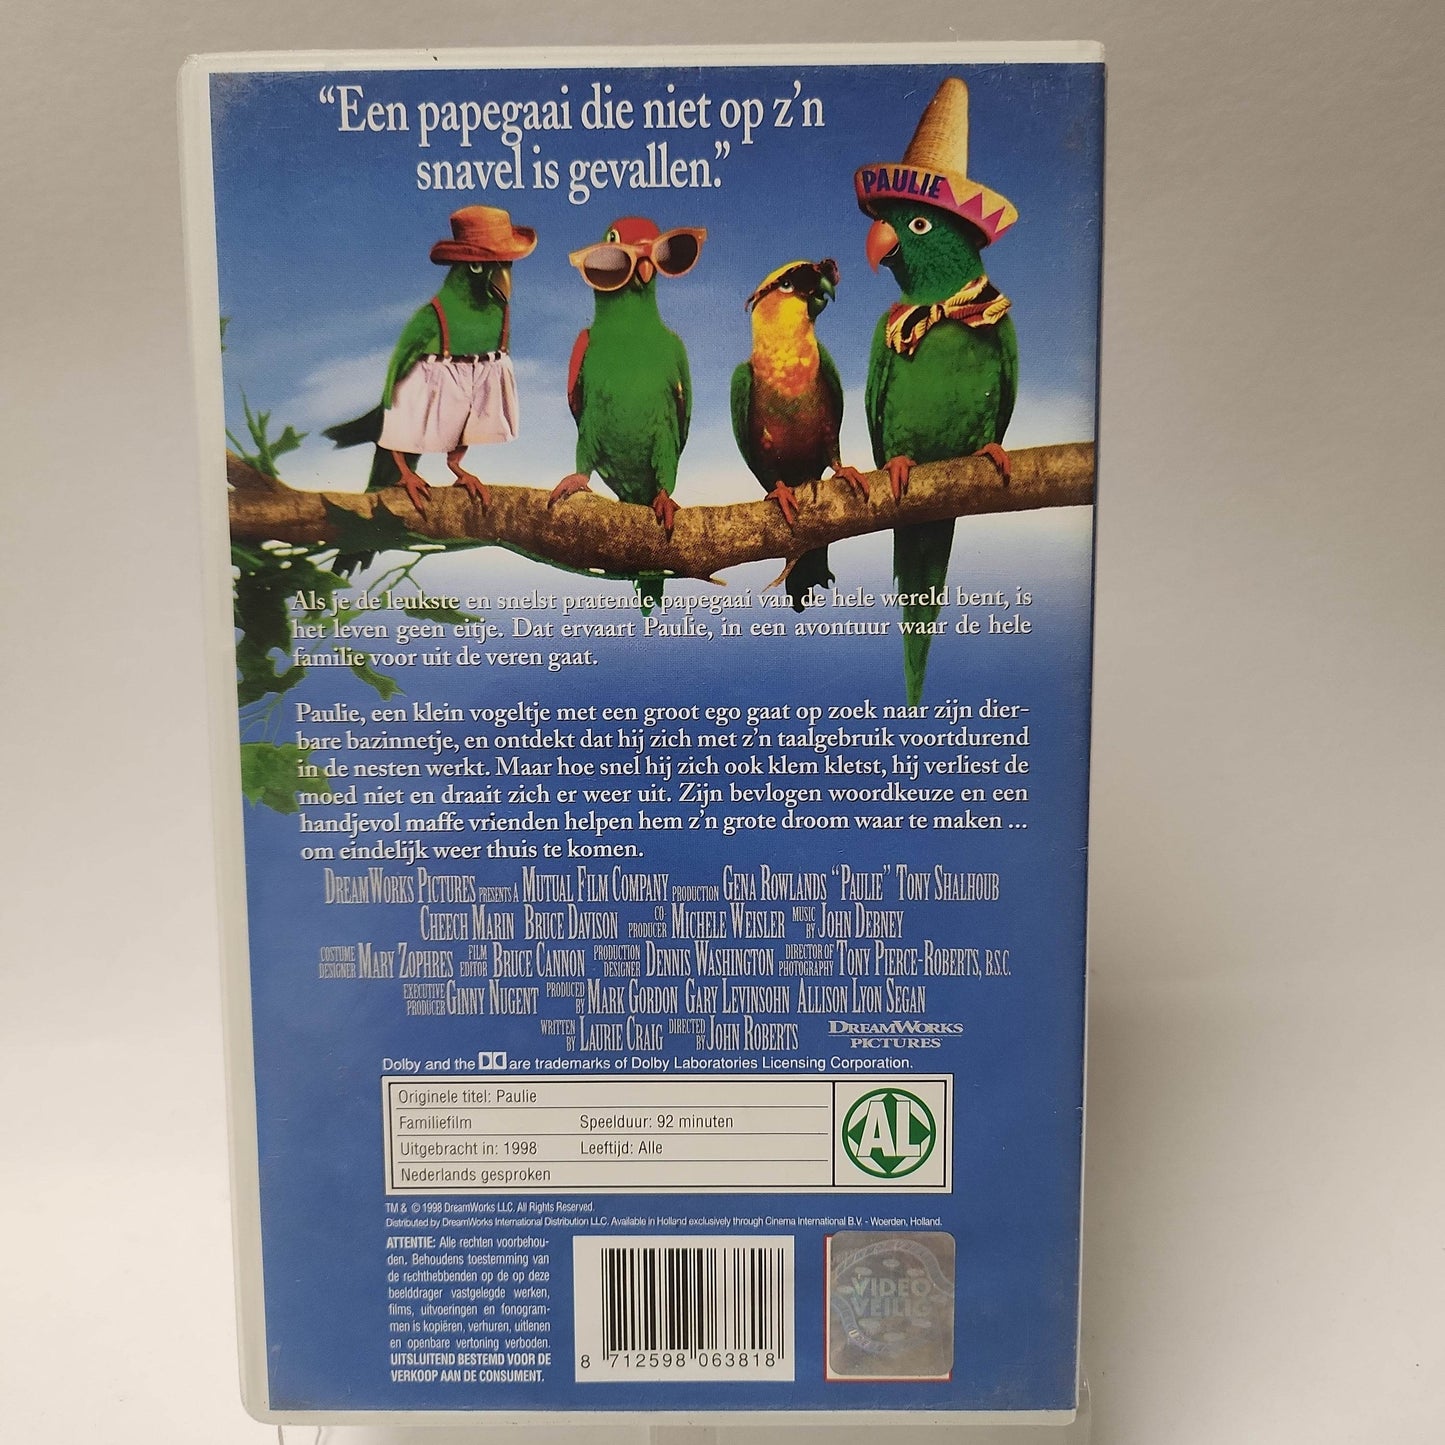 “Een papegaai die niet op z’n
snavel is gevallen.”
PAULIE
Als je de leukste en snelst pratende papegaai van de hele wereld bent, is
het leven geen eitje. Dat ervaart Paulie, in een avontuur waar de hele
familie voor uit de veren gaat.
Paulie, een klein vogeltje met een groot ego gaat op zoek naar zijn dier-
bare bazinnetje, en ontdekt dat hij zich met z’n taalgebruik voortdurend
in de nesten werkt. Maar hoe snel hij zich ook klem kletst, hij verliest de
moed niet en draait zich er weer uit. Zijn bevlogen woordkeuze en een
handjevol maffe vrienden helpen hem z’n grote droom waar te maken ...
om eindelijk weer thuis te komen.
DREAMWORKS PICTURES PRESENTS A MUTUAL FILM COMPANY PRODUCTION GENA ROWLANDS “PAULIE” TONY SHALHOUB
CHEECH MARIN BRUCE DAVISON CO-PRODUCER MICHELE WEISLER MUSIC BY JOHN DEBNEY
COSTUME DESIGNER MARY ZOPHRES FILM EDITOR BRUCE CANNON PRODUCTION DESIGNER DENNIS WASHINGTON DIRECTOR OF PHOTOGRAPHY TONY PIERCE-ROBERTS, B.S.C.
EXECUTIVE PRODUCER GINNY NUGENT PRODUCED BY MARK GORDON GARY LEVINSOHN ALLISON LYON SEGAN
WRITTEN BY LAURIE CRAIG DIRECTED BY JOHN ROBERTS
DREAMWORKS
PICTURES
Dolby and the are trademarks of Dolby Laboratories Licensing Corporation.
Originele titel: Paulie
Familiefilm Speelduur: 92 minuten
Uitgebracht in: 1998 Leeftijd: Alle
Nederlands gesproken
AL
TM & © 1998 DreamWorks LLC. All Rights Reserved.
Distributed by DreamWorks International Distribution LLC. Available in Holland exclusively through Cinema International B.V. - Woerden, Holland.
ATTENTIE: Alle rechten voorbehou-
den. Behoudens toestemming van
de rechthebbenden op de op deze
beelddrager vastgelegde werken,
films, uitvoeringen en fonogram-
men is kopiëren, verhuren, uitlenen
en openbare vertoning verboden.
UITSLUITEND BESTEMD VOOR DE
VERKOOP AAN DE CONSUMENT.
8 712598 063818
VIDEO
VEILIG